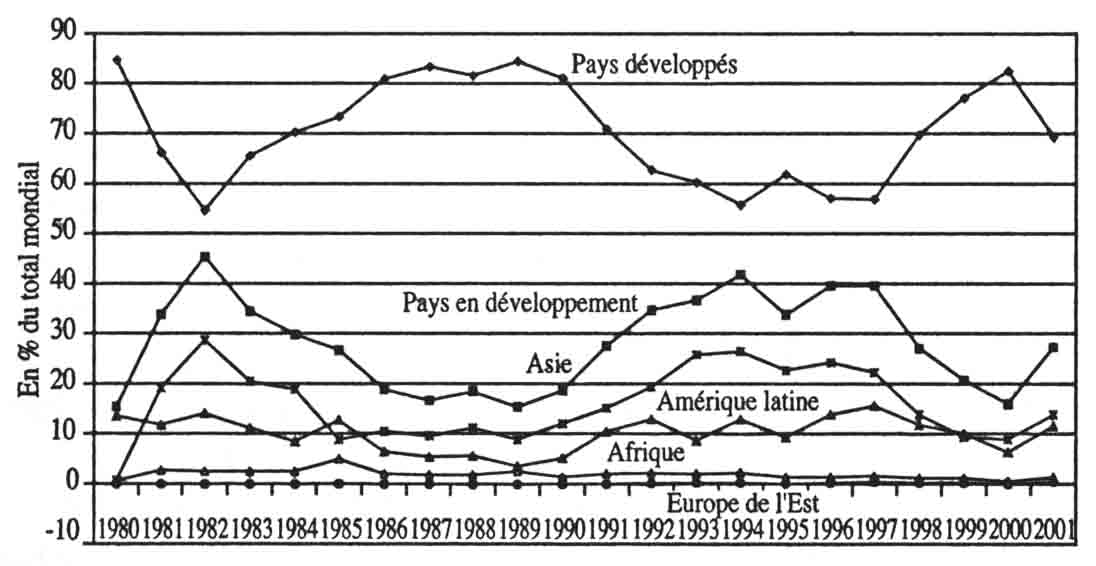 90
80
70
60
50
40
30
20
10
0
-10
En % du total mondial
Pays développés
Pays en développement
Asie
Amérique latine
Afrique
Europe de l'Est
1980 1981 1982 1983 1984 1985 1986 1987 1988 1989 1990 1991 1992 1993 1994 1995 1996 1997 1998 1999 2000 2001